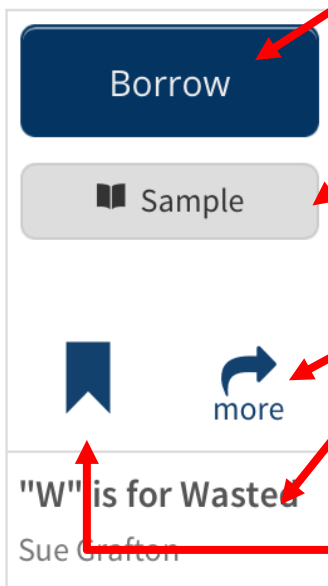 Borrow
Sample
more
"W" is for Wasted
Sue Grafton